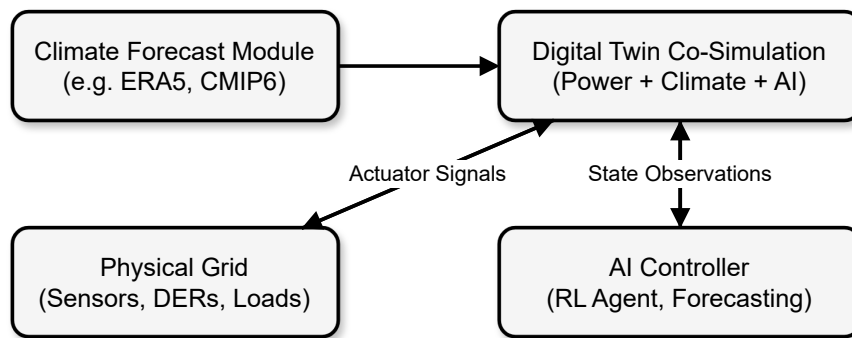 Climate Forecast Module
(e.g. ERA5, CMIP6)
Digital Twin Co-Simulation
(Power + Climate + AI)
Actuator Signals
State Observations
Physical Grid
(Sensors, DERs, Loads)
AI Controller
(RL Agent, Forecasting)